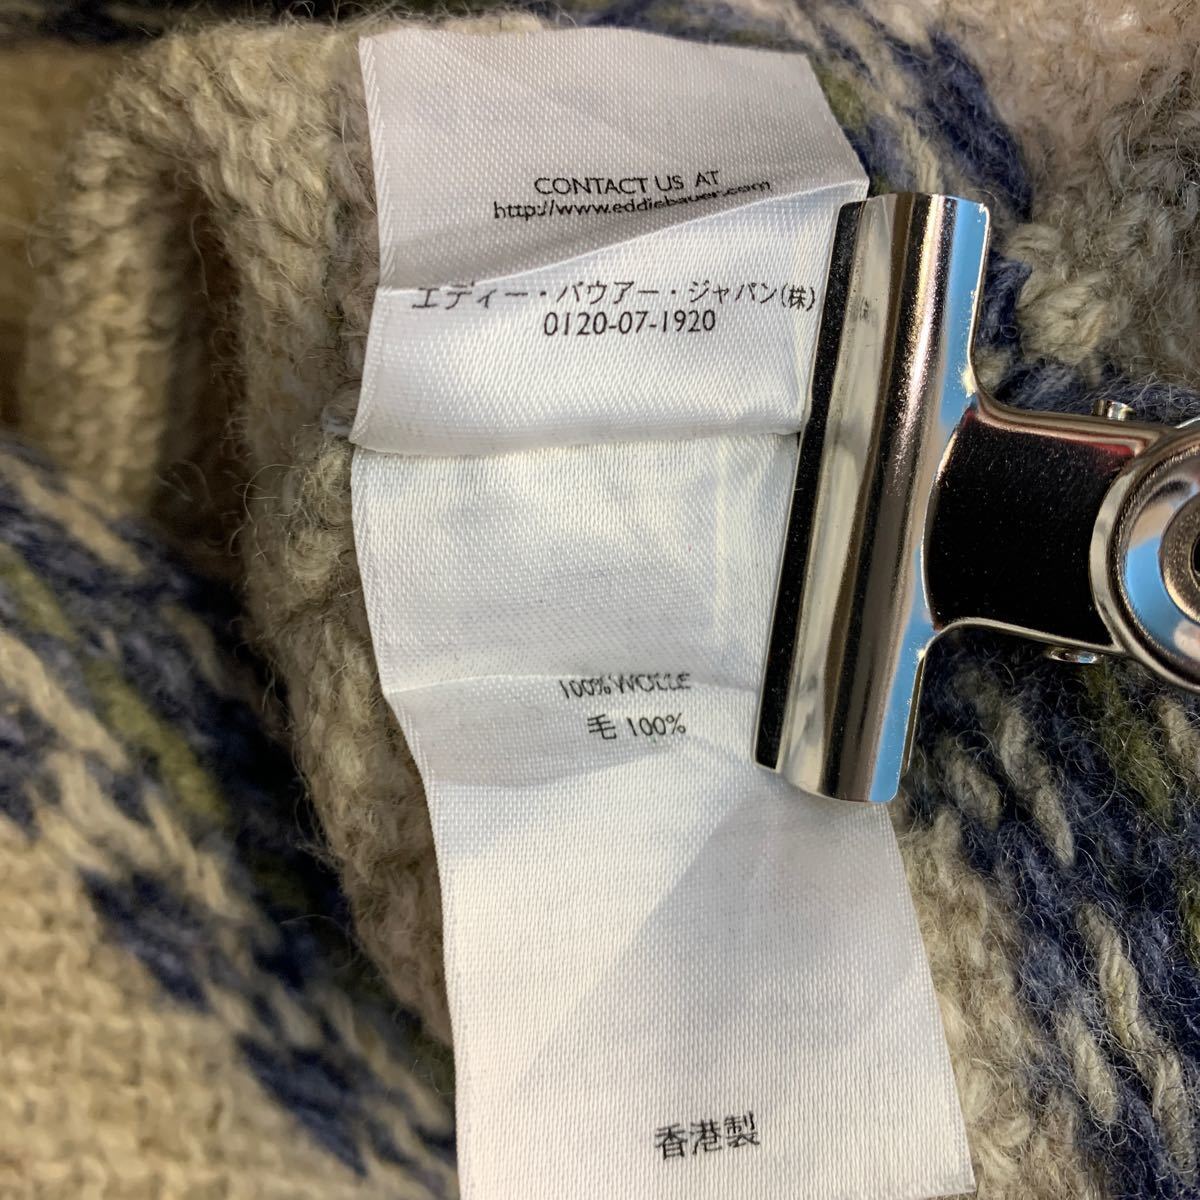 CONTACT US AT
http://www.eddiebauer.com
エディー・バウアー・ジャパン(株)
0120-07-1920
100% WOLLE
毛 100%
香港製